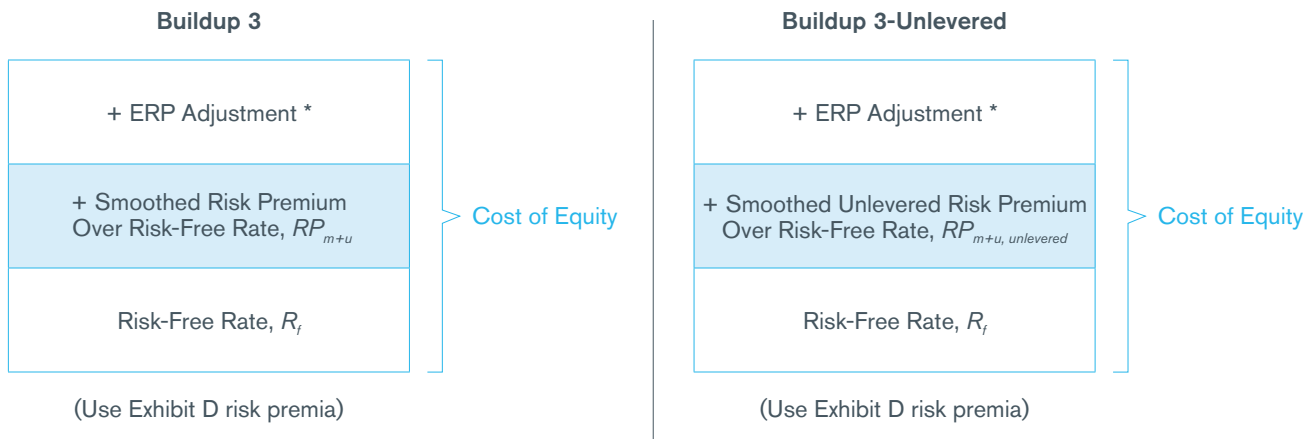 Buildup 3
+ ERP Adjustment *
+ Smoothed Risk Premium
Over Risk-Free Rate, RPm+u
Risk-Free Rate, Rf
Cost of Equity
(Use Exhibit D risk premia)
Buildup 3-Unlevered
+ ERP Adjustment *
+ Smoothed Unlevered Risk Premium
Over Risk-Free Rate, RPm+u, unlevered
Risk-Free Rate, Rf
Cost of Equity
(Use Exhibit D risk premia)